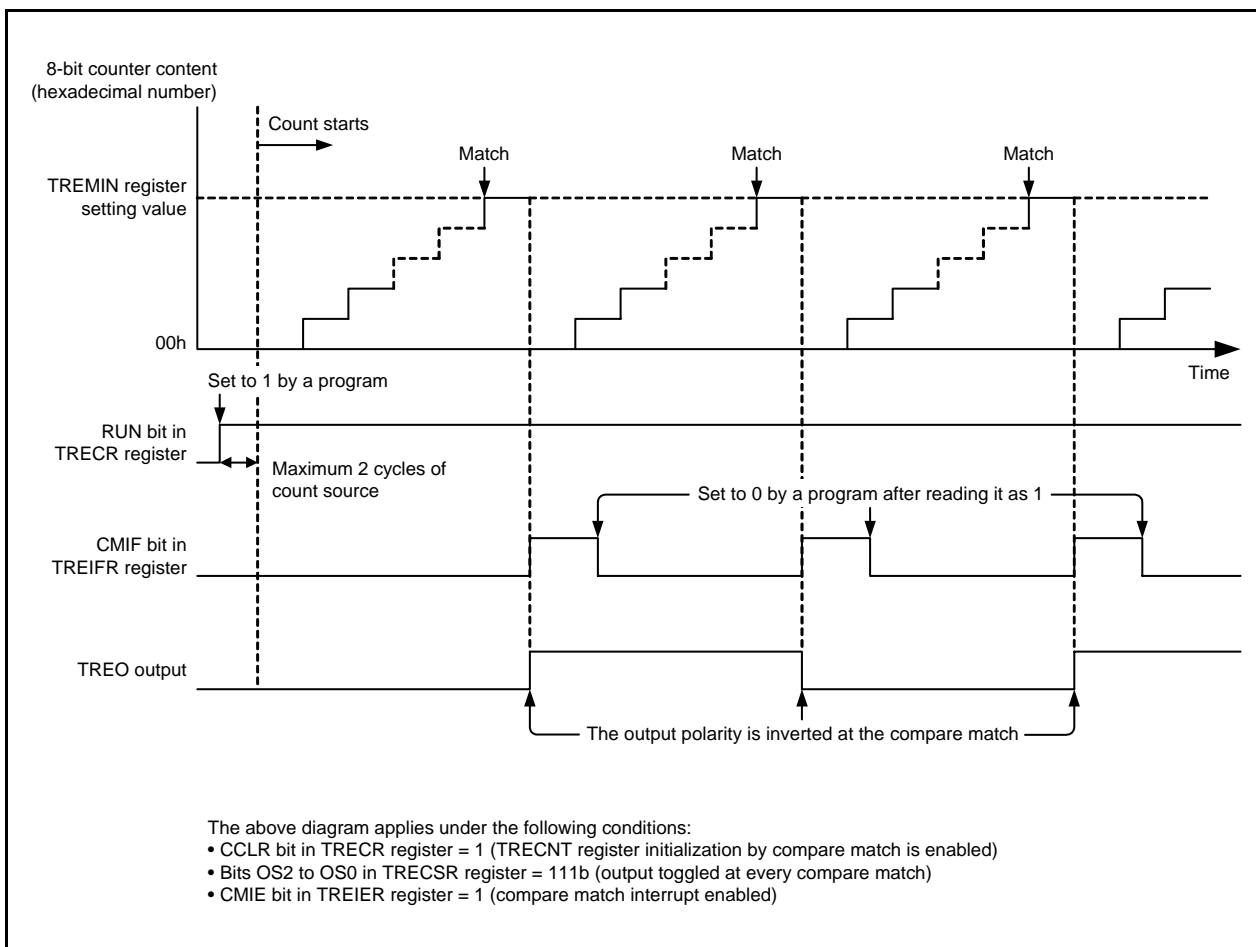 8-bit counter content
(hexadecimal number)
Count starts
Match
Match
Match
TREMIN register
setting value
00h
Time
Set to 1 by a program
RUN bit in
TRECR register
Maximum 2 cycles of
count source
Set to 0 by a program after reading it as 1
CMIF bit in
TREIFR register
TREO output
The output polarity is inverted at the compare match
The above diagram applies under the following conditions:
• CCLR bit in TRECR register = 1 (TRECNT register initialization by compare match is enabled)
• Bits OS2 to OS0 in TRECSR register = 111b (output toggled at every compare match)
• CMIE bit in TREIER register = 1 (compare match interrupt enabled)